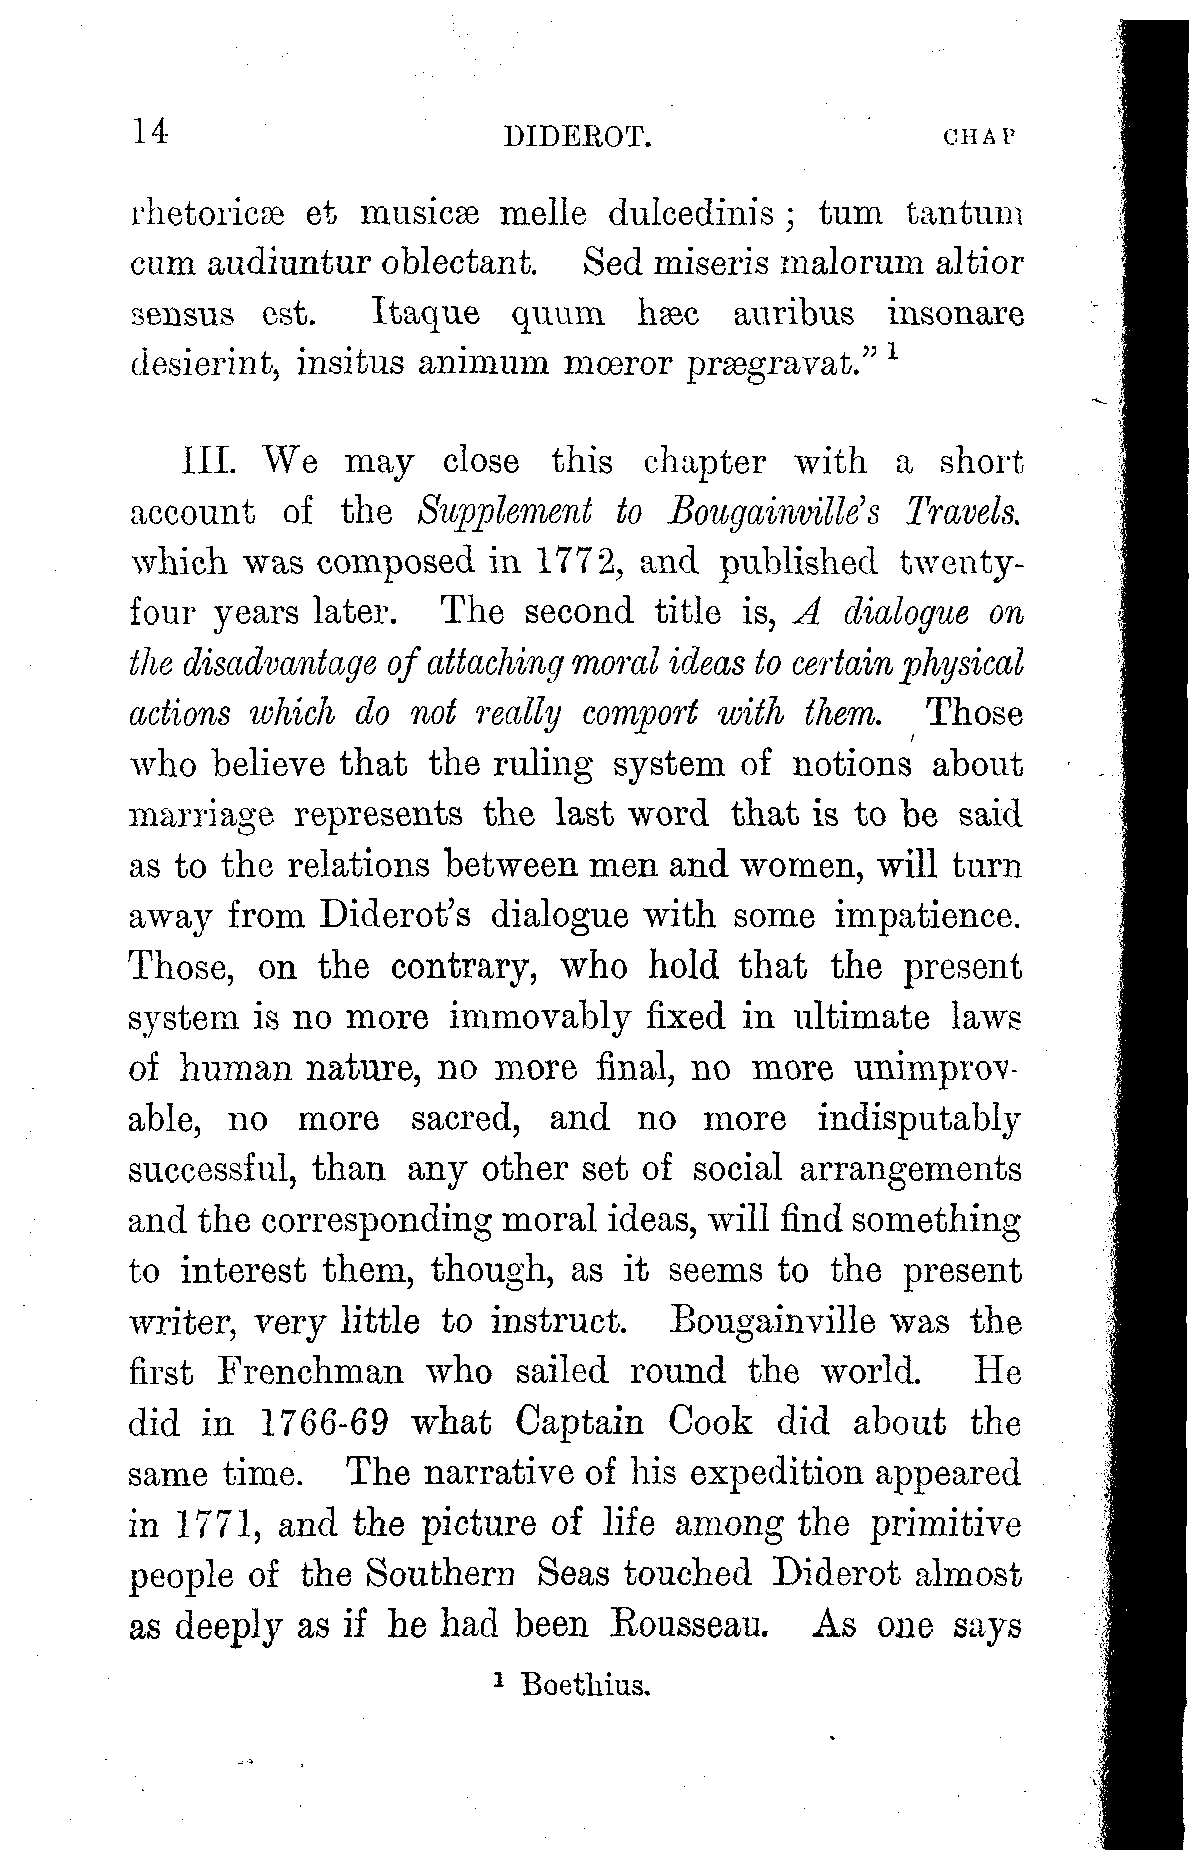 14 DIDEROT. CHAP
rhetoricæ et musicæ melle dulcedinis ; tum tantum
cum audiuntur oblectant. Sed miseris malorum altior
sensus est. Itaque quum hæc auribus insonare
desierint, insitus animum mœror prægravat.” 1
III. We may close this chapter with a short
account of the Supplement to Bougainville’s Travels.
which was composed in 1772, and published twenty-
four years later. The second title is, A dialogue on
the disadvantage of attaching moral ideas to certain physical
actions which do not really comport with them. Those
who believe that the ruling system of notions about
marriage represents the last word that is to be said
as to the relations between men and women, will turn
away from Diderot’s dialogue with some impatience.
Those, on the contrary, who hold that the present
system is no more immovably fixed in ultimate laws
of human nature, no more final, no more unimprov-
able, no more sacred, and no more indisputably
successful, than any other set of social arrangements
and the corresponding moral ideas, will find something
to interest them, though, as it seems to the present
writer, very little to instruct. Bougainville was the
first Frenchman who sailed round the world. He
did in 1766-69 what Captain Cook did about the
same time. The narrative of his expedition appeared
in 1771, and the picture of life among the primitive
people of the Southern Seas touched Diderot almost
as deeply as if he had been Rousseau. As one says
1 Boethius.